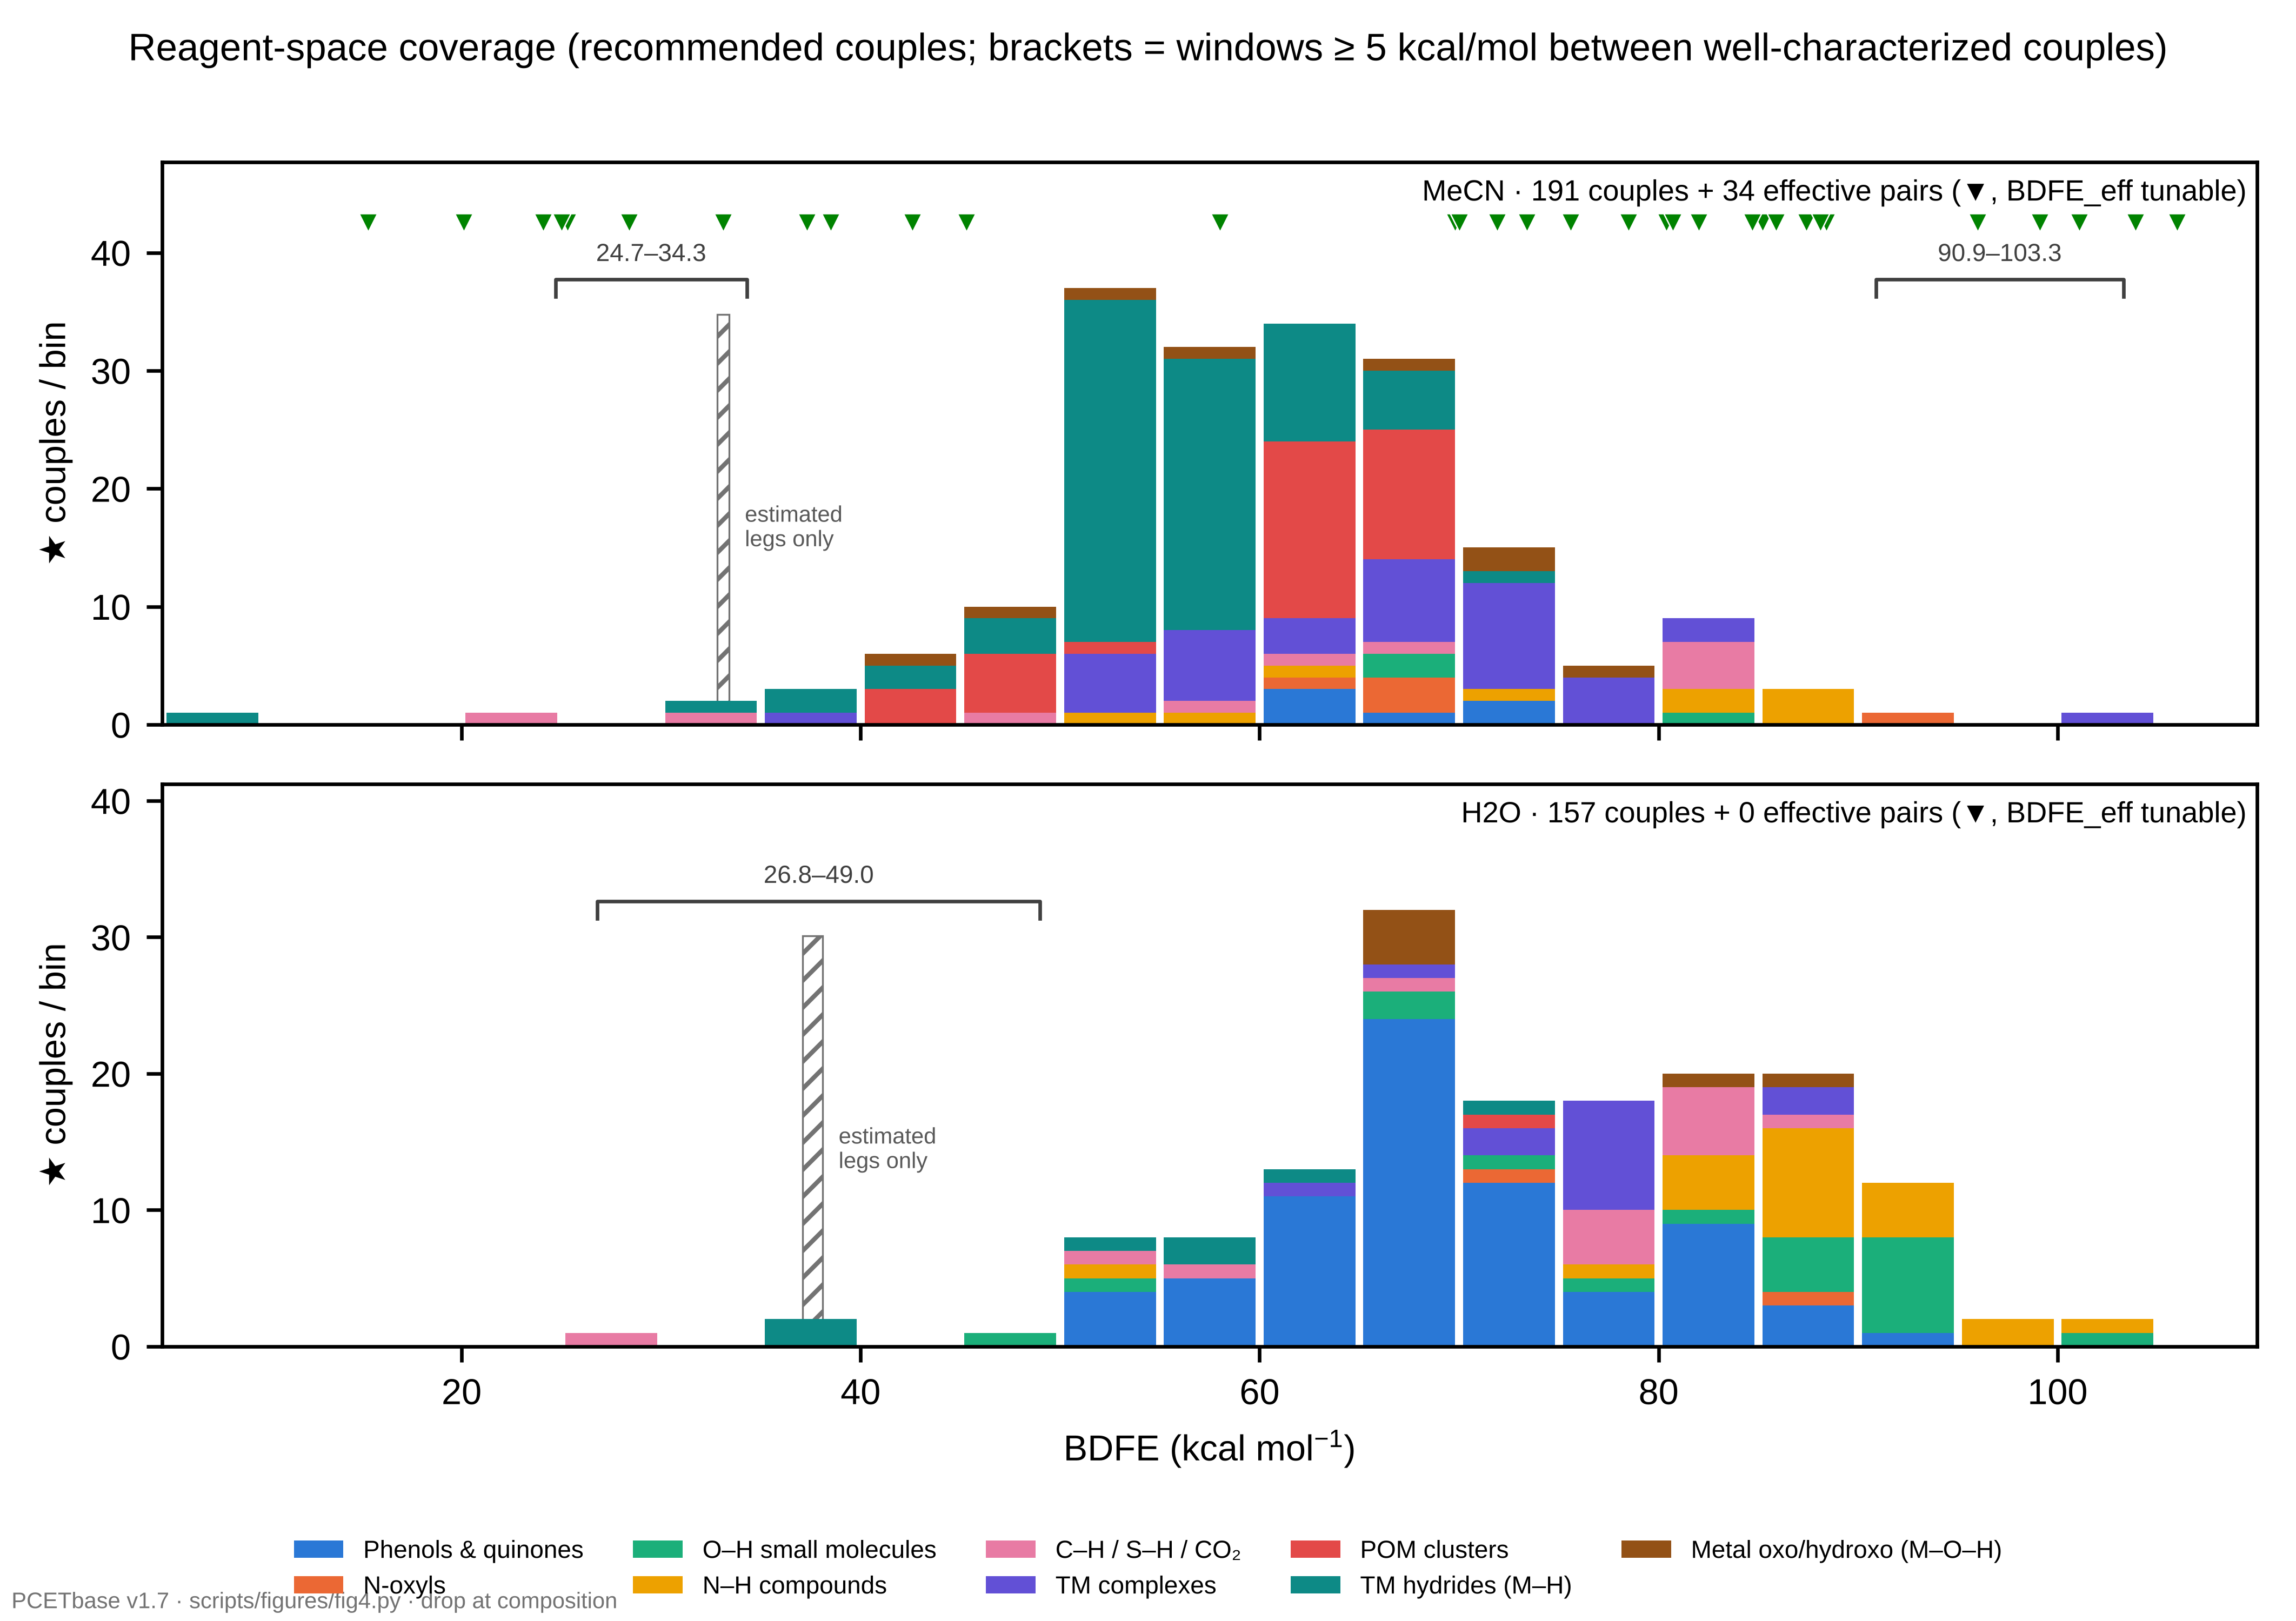 Reagent-space coverage (recommended couples; brackets = windows ≥ 5 kcal/mol between well-characterized couples)
MeCN · 191 couples + 34 effective pairs (▼, BDFE_eff tunable)
24.7–34.3
90.9–103.3
★ couples / bin
40
30
20
10
0
estimated
legs only
H2O · 157 couples + 0 effective pairs (▼, BDFE_eff tunable)
26.8–49.0
★ couples / bin
40
30
20
10
0
estimated
legs only
20 40 60 80 100
BDFE (kcal mol⁻¹)
Phenols & quinones O–H small molecules C–H / S–H / CO₂ POM clusters Metal oxo/hydroxo (M–O–H)
N-oxyls N–H compounds TM complexes TM hydrides (M–H)
PCETbase v1.7 · scripts/figures/fig4.py · drop at composition